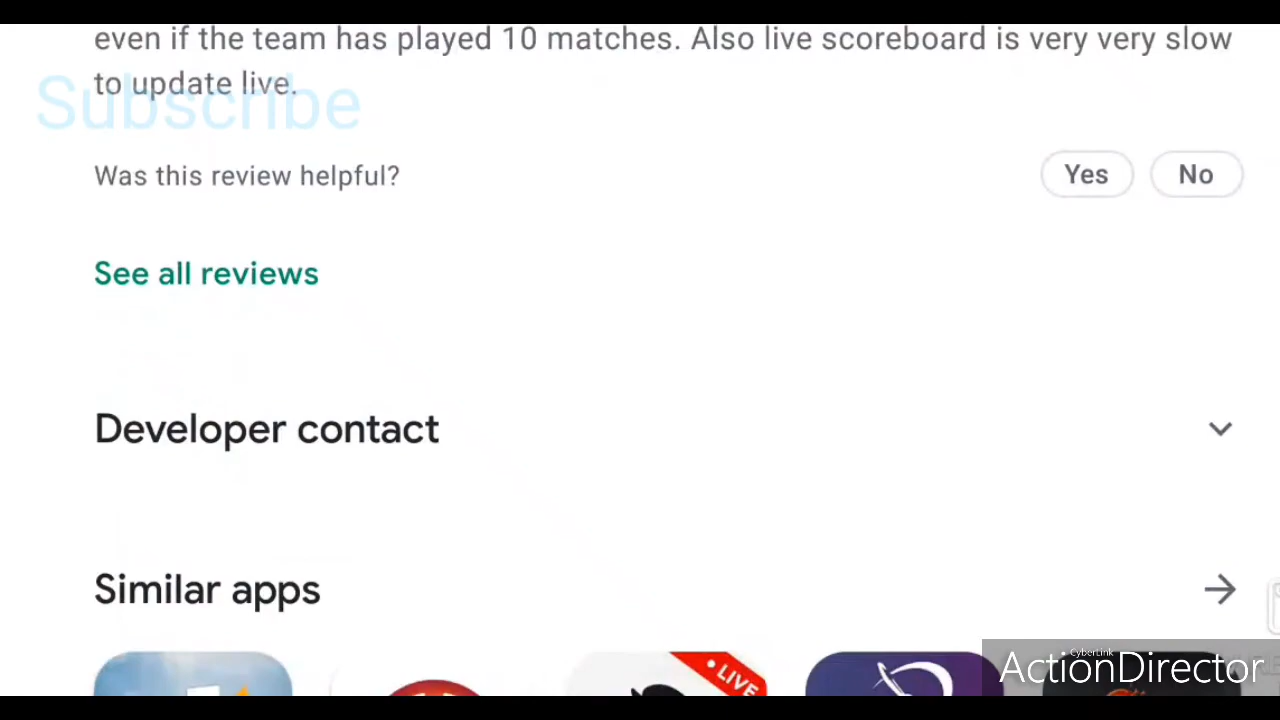 even if the team has played 10 matches. Also live scoreboard is very very slow
to update live.
Subscribe
Was this review helpful?
Yes
No
See all reviews
Developer contact
Similar apps
LIVE
CyberLink
ActionDirector